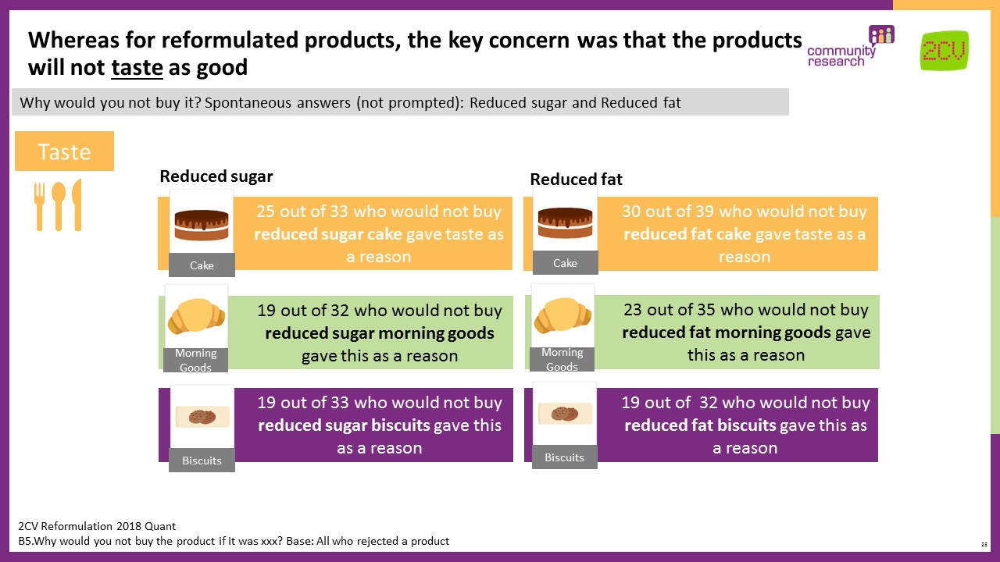 Whereas for reformulated products, the key concern was that the products
will not taste as good
community
research
2CV
Why would you not buy it? Spontaneous answers (not prompted): Reduced sugar and Reduced fat
Taste
Reduced sugar
Cake
25 out of 33 who would not buy
reduced sugar cake gave taste as
a reason
Morning
Goods
19 out of 32 who would not buy
reduced sugar morning goods
gave this as a reason
Biscuits
19 out of 33 who would not buy
reduced sugar biscuits gave this
as a reason
Reduced fat
Cake
30 out of 39 who would not buy
reduced fat cake gave taste as a
reason
Morning
Goods
23 out of 35 who would not buy
reduced fat morning goods gave
this as a reason
Biscuits
19 out of  32 who would not buy
reduced fat biscuits gave this as
a reason
2CV Reformulation 2018 Quant
B5.Why would you not buy the product if it was xxx? Base: All who rejected a product
23